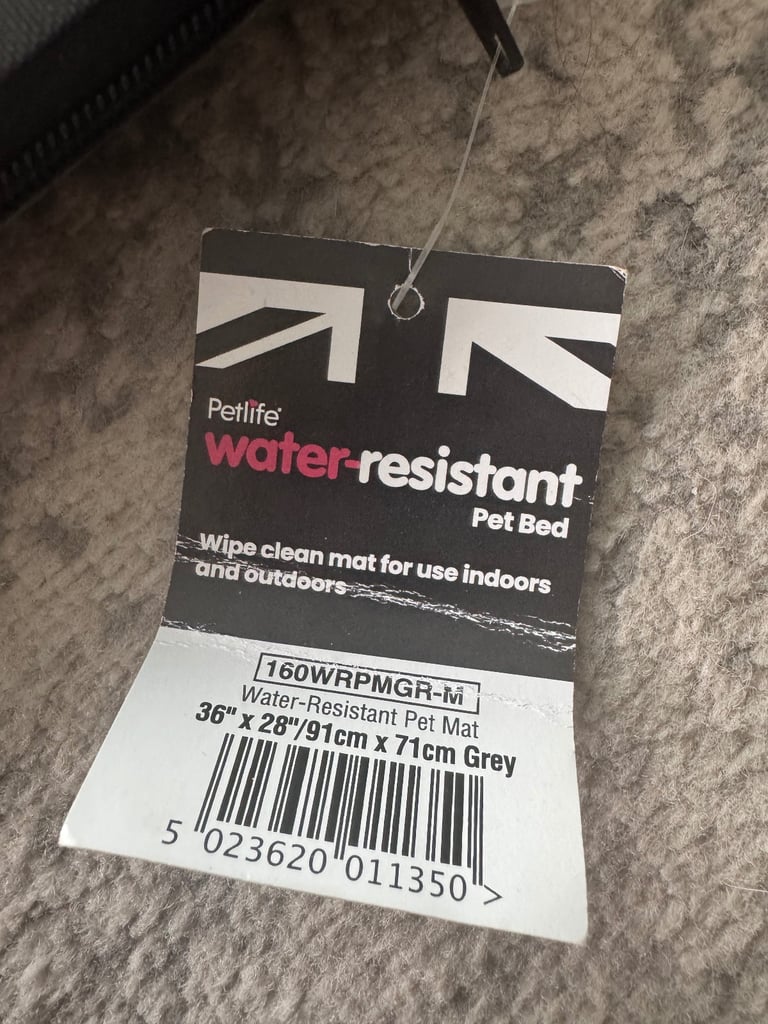 Petlife®
water-resistant
Pet Bed
Wipe clean mat for use indoors
and outdoors
160WRPMGR-M
Water-Resistant Pet Mat
36" x 28"/91cm x 71cm Grey
5 023620 011350 >